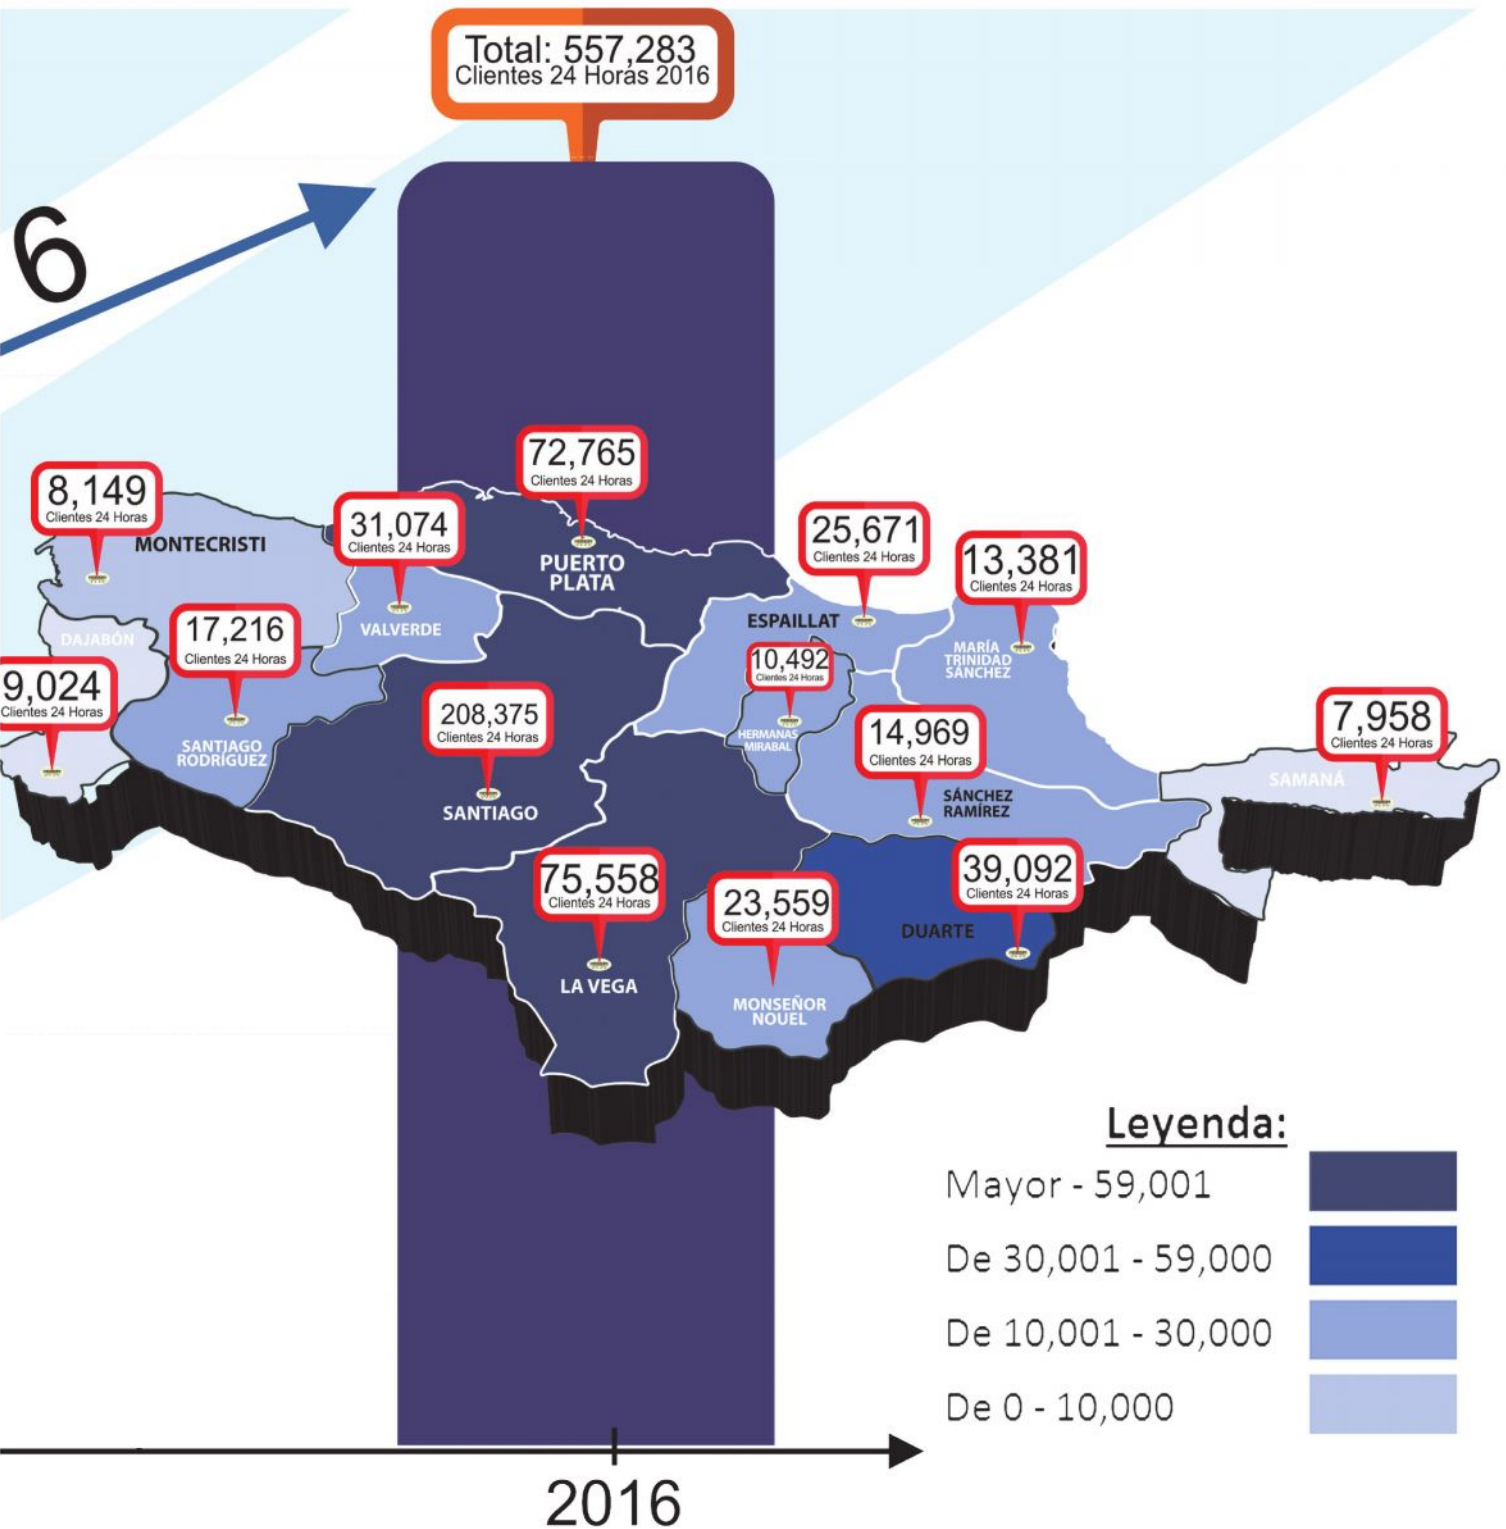 Total: 557,283
Clientes 24 Horas 2016
6
72,765
Clientes 24 Horas
8,149
Clientes 24 Horas
31,074
Clientes 24 Horas
25,671
Clientes 24 Horas
13,381
Clientes 24 Horas
MONTECRISTI
PUERTO
PLATA
DAJABÓN
17,216
Clientes 24 Horas
VALVERDE
ESPAILLAT
10,492
Clientes 24 Horas
MARÍA
TRINIDAD
SÁNCHEZ
9,024
Clientes 24 Horas
208,375
Clientes 24 Horas
14,969
Clientes 24 Horas
7,958
Clientes 24 Horas
SANTIAGO
RODRÍGUEZ
HERMANAS
MIRABAL
SAMANÁ
SANTIAGO
SÁNCHEZ
RAMÍREZ
75,558
Clientes 24 Horas
23,559
Clientes 24 Horas
39,092
Clientes 24 Horas
DUARTE
LA VEGA
MONSEÑOR
NOUEL
Leyenda:
Mayor - 59,001
De 30,001 - 59,000
De 10,001 - 30,000
De 0 - 10,000
2016